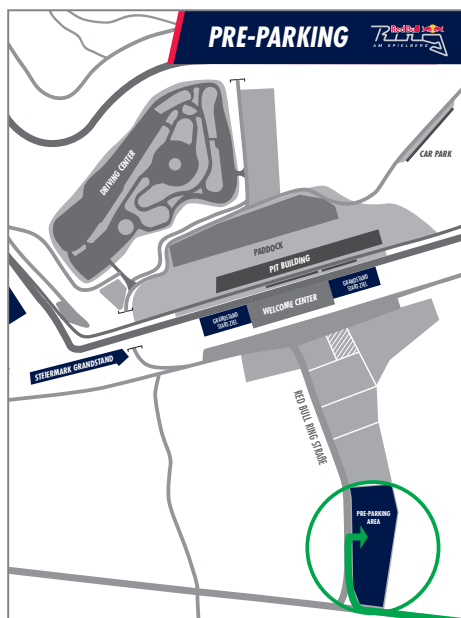 PRE-PARKING
Red Bull
Ring
AM SPIELBERG
DRIVING CENTER
CAR PARK
PADDOCK
PIT BUILDING
GRANDSTAND
START-ZIEL
WELCOME CENTER
GRANDSTAND
START-ZIEL
STEIERMARK GRANDSTAND
RED BULL RING STRAßE
PRE-PARKING
AREA